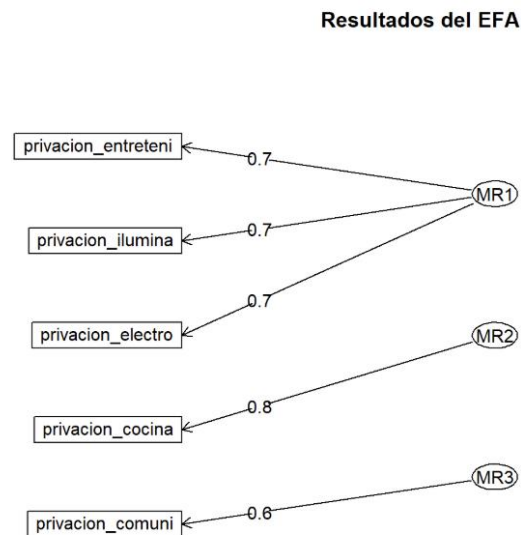 Resultados del EFA
privacion_entreteni
0.7
MR1
privacion_ilumina
0.7
0.7
privacion_electro
MR2
0.8
privacion_cocina
MR3
0.6
privacion_comuni